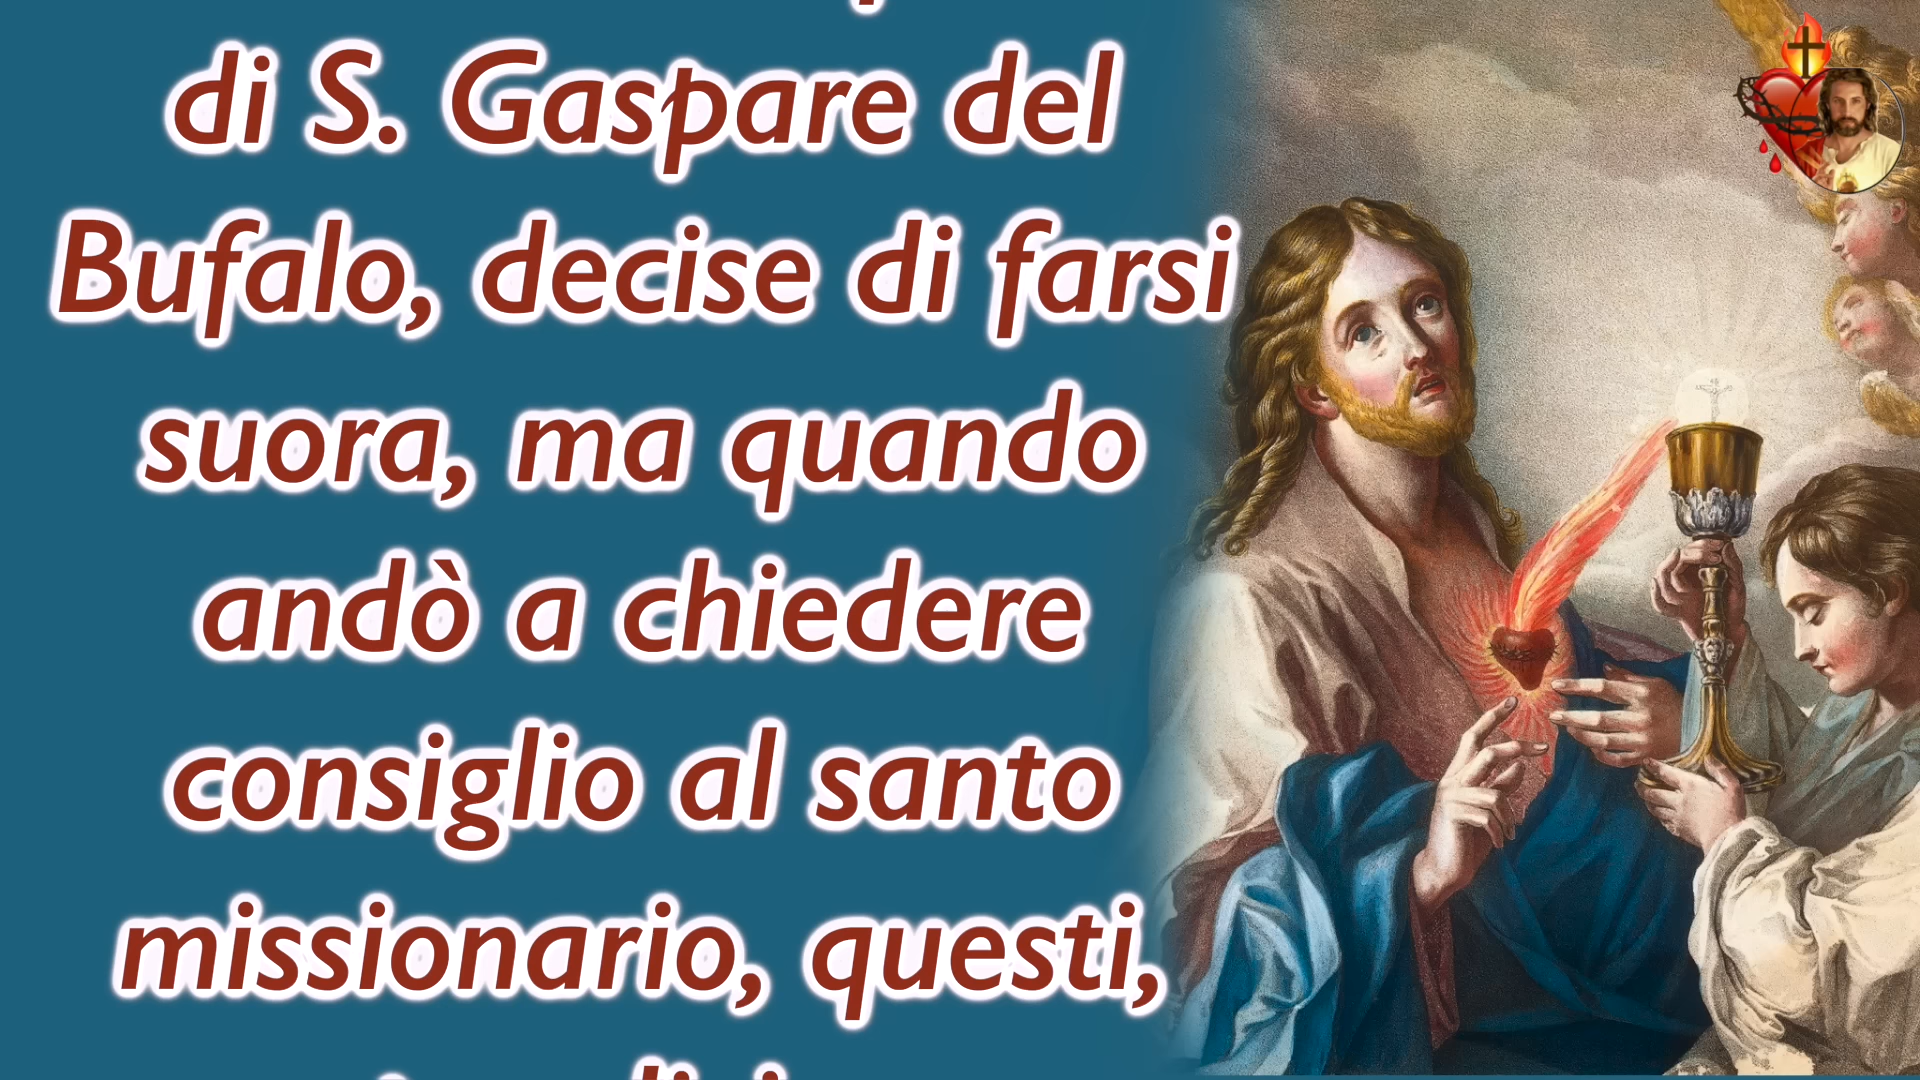 di S. Gaspare del
Bufalo, decise di farsi
suora, ma quando
andò a chiedere
consiglio al santo
missionario, questi,